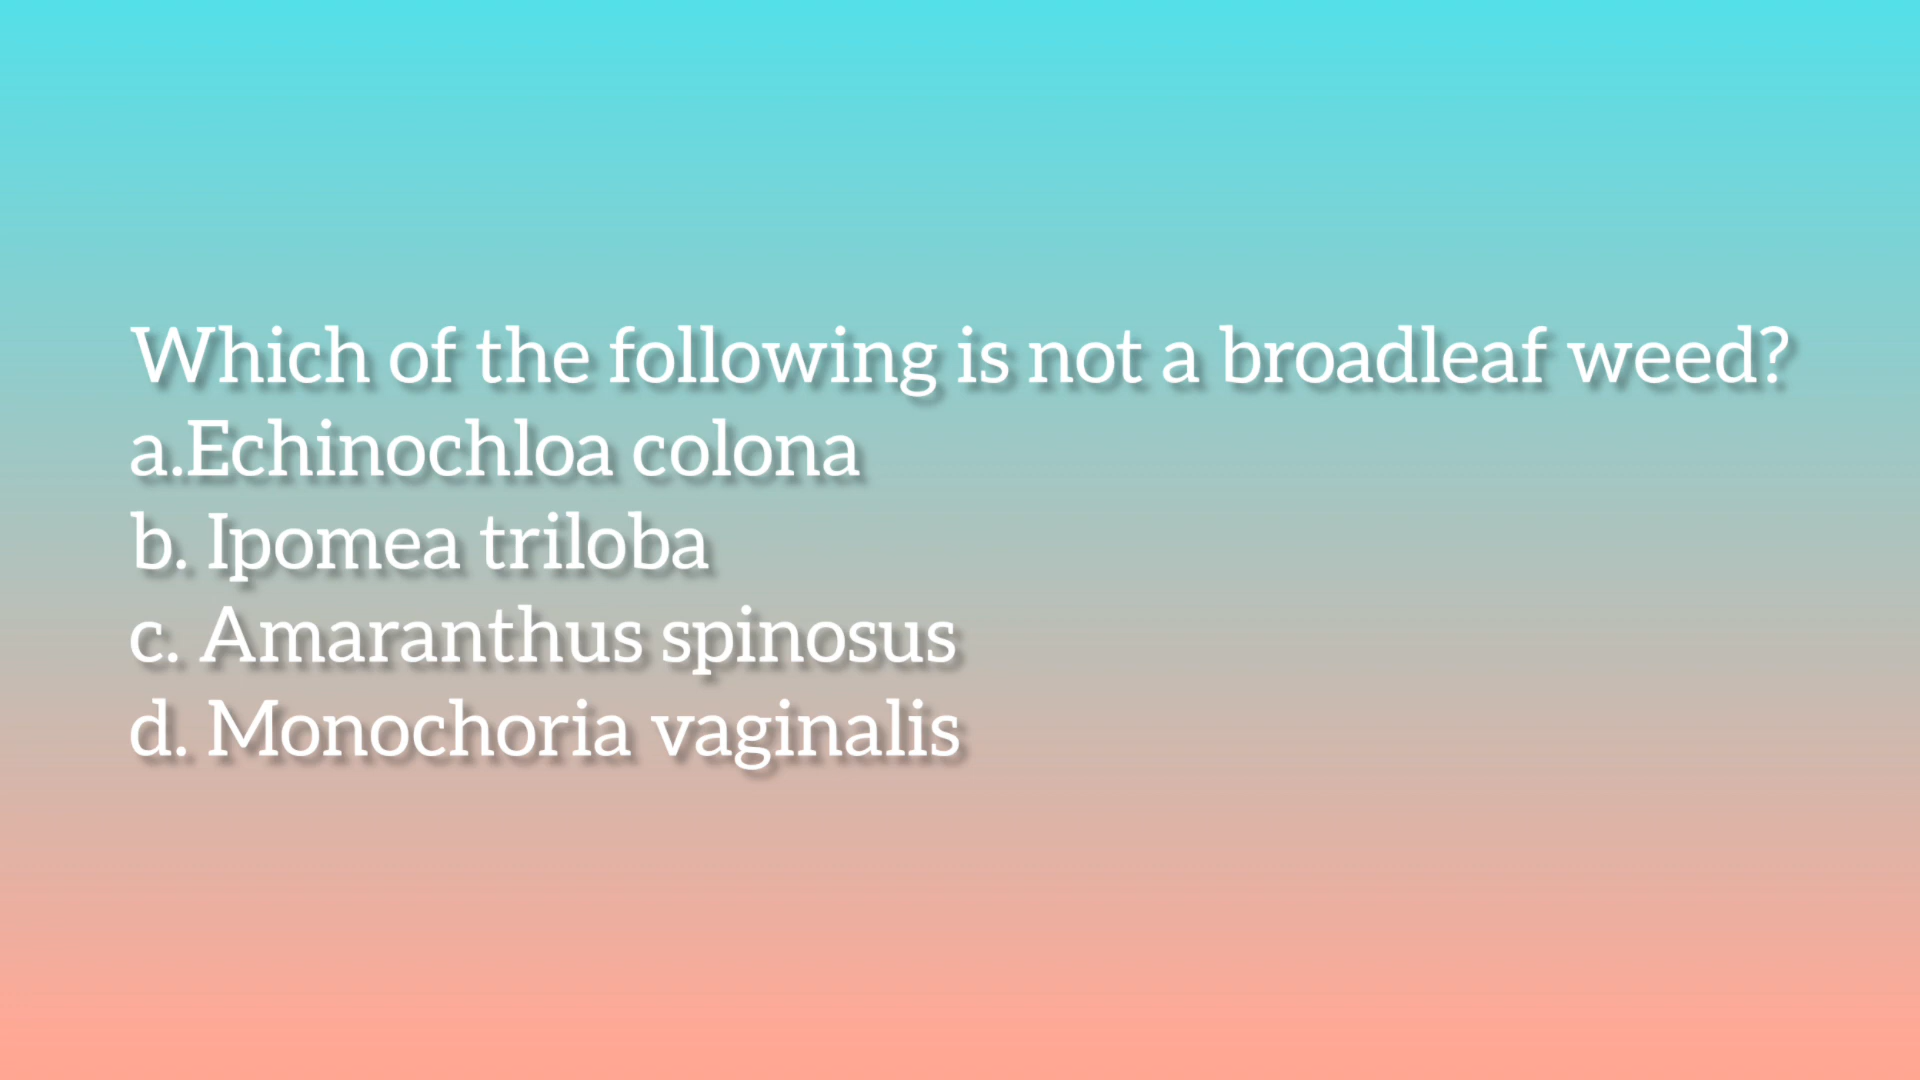 Which of the following is not a broadleaf weed?
a.Echinochloa colona
b. Ipomea triloba
c. Amaranthus spinosus
d. Monochoria vaginalis